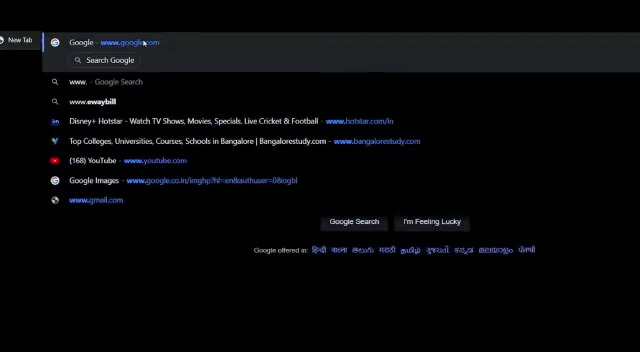 New Tab
Google - www.google.com
Search Google
www. - Google Search
www.ewaybill
Disney+ Hotstar - Watch TV Shows, Movies, Specials, Live Cricket & Football - www.hotstar.com/in
Top Colleges, Universities, Courses, Schools in Bangalore | Bangalorestudy.com - www.bangalorestudy.com
(168) YouTube - www.youtube.com
Google Images - www.google.co.in/imghp?hl=en&authuser=0&ogbl
www.gmail.com
Google Search I'm Feeling Lucky
Google offered in: हिन्दी বাংলা తెలుగు मराठी தமிழ் ગુજરાતી ಕನ್ನಡ മലയാളം ਪੰਜਾਬੀ